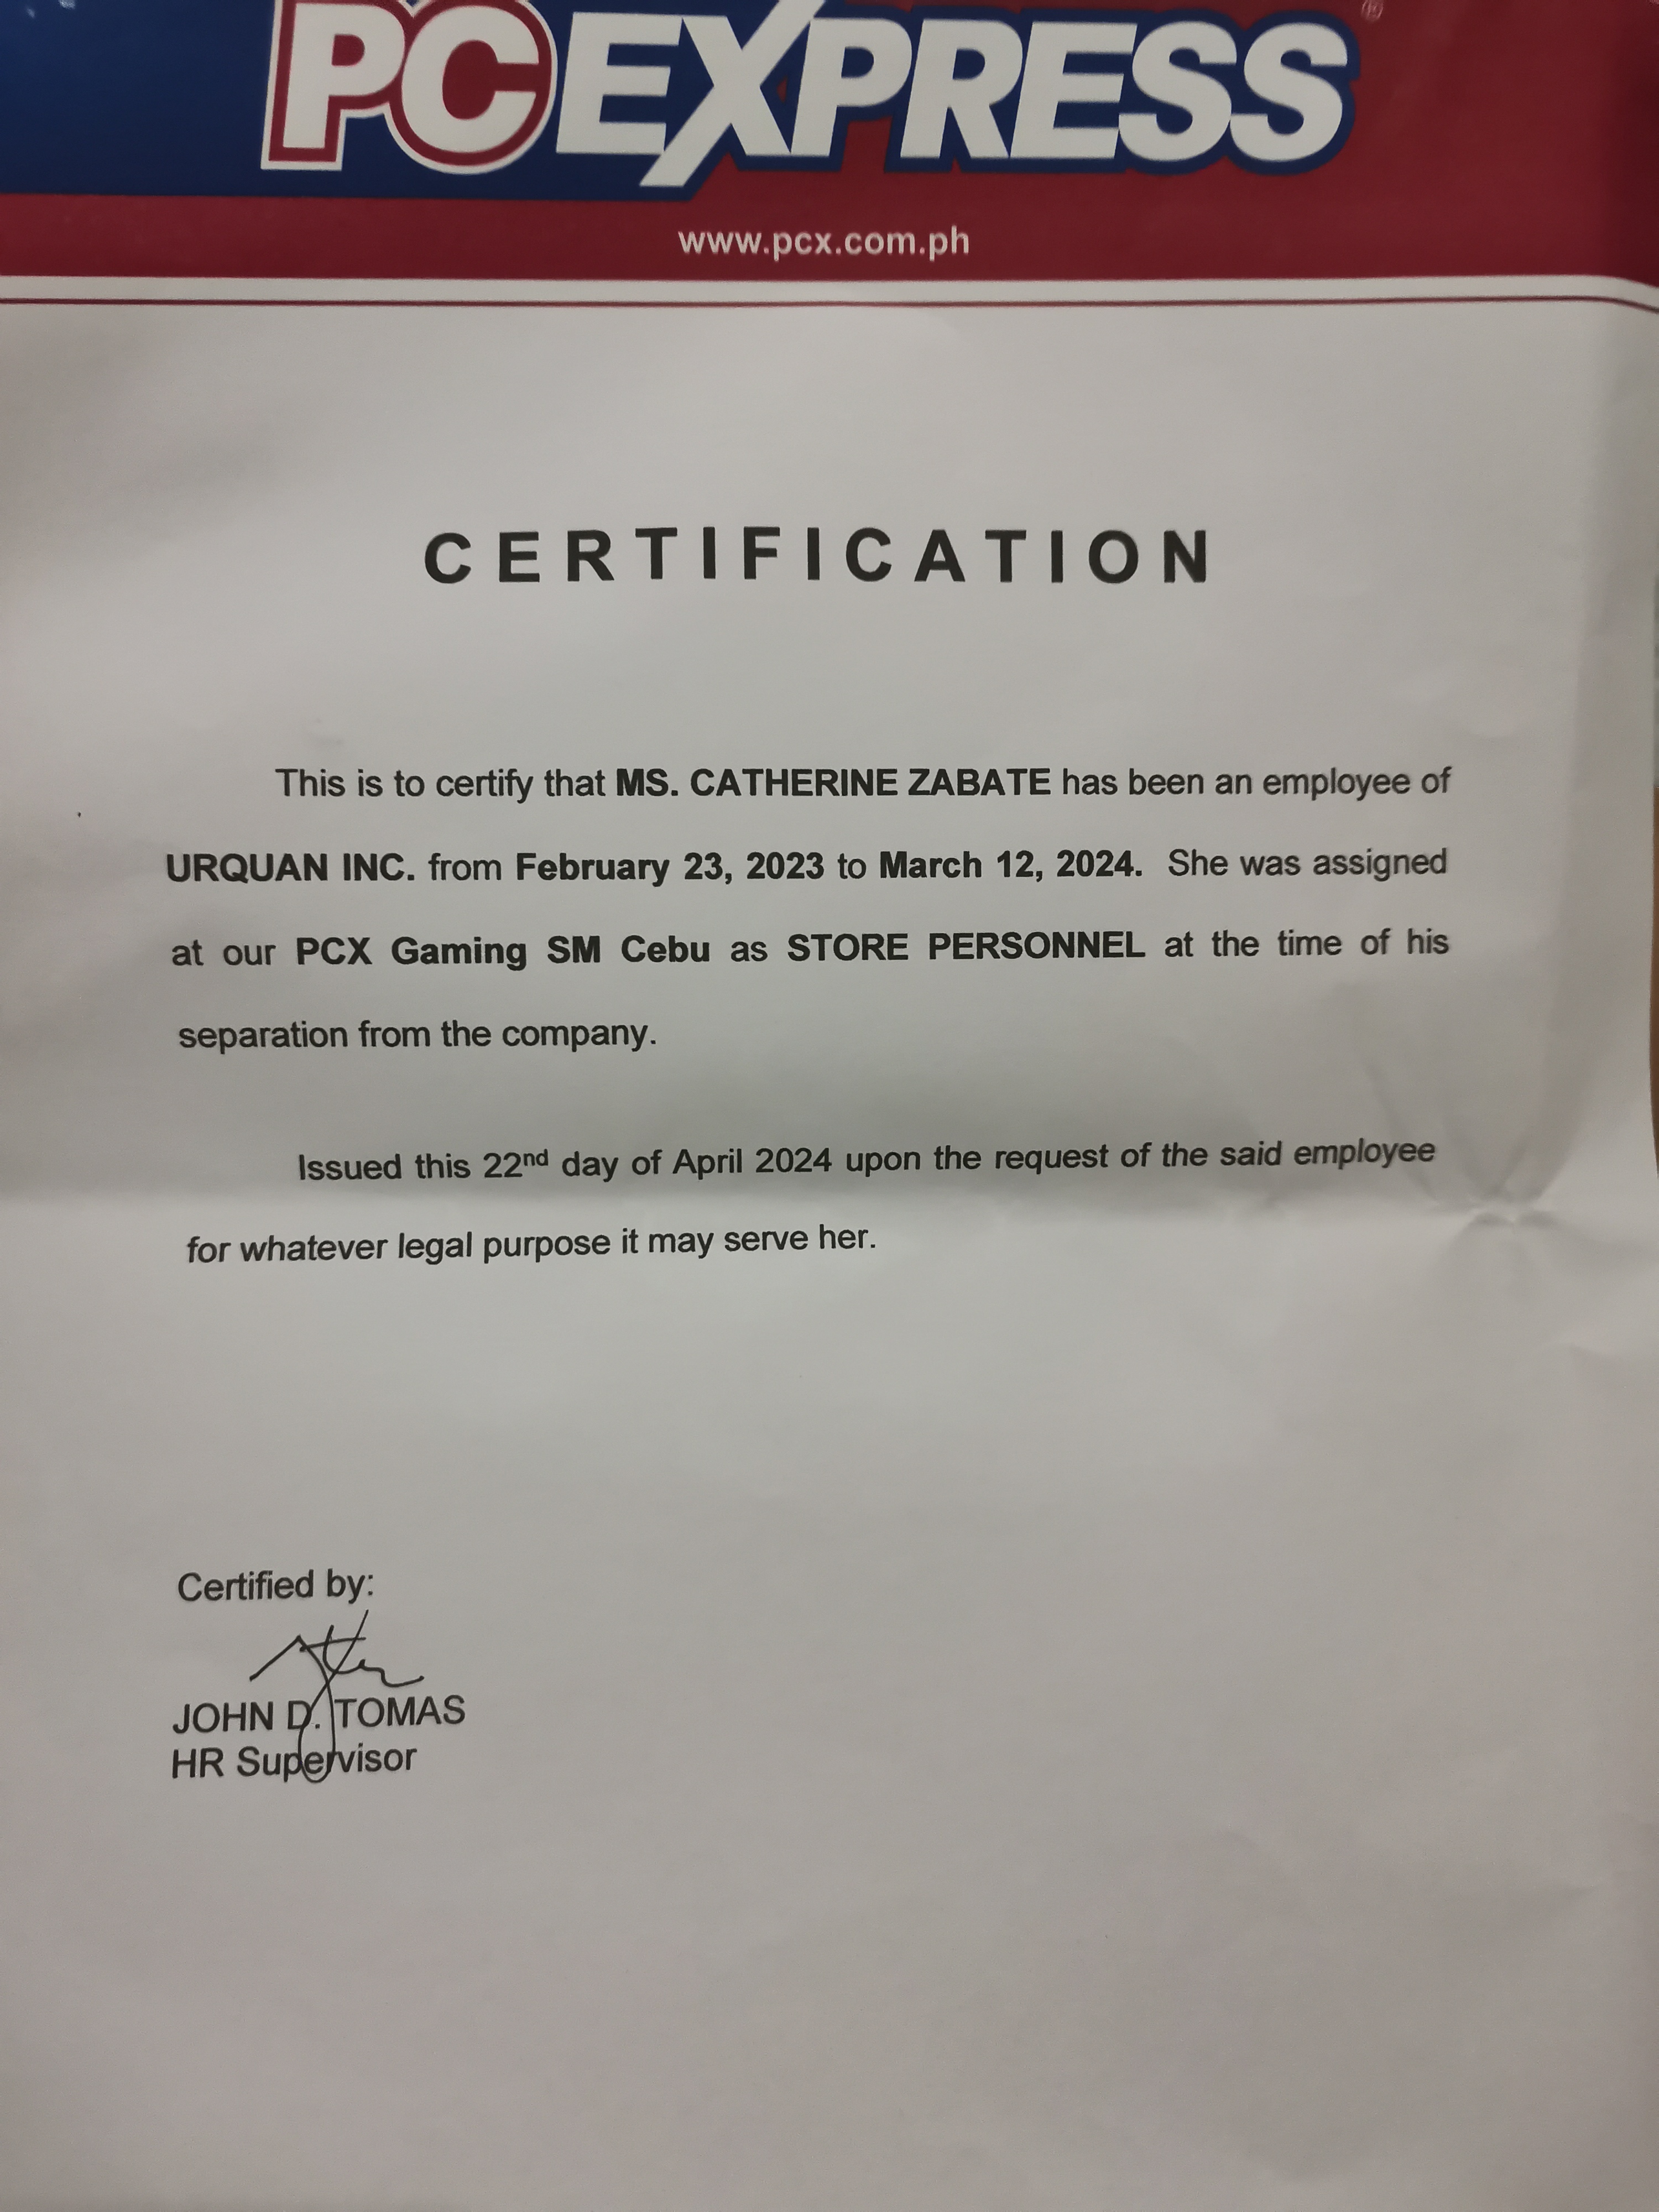 PC EXPRESS®
www.pcx.com.ph
CERTIFICATION
This is to certify that MS. CATHERINE ZABATE has been an employee of
URQUAN INC. from February 23, 2023 to March 12, 2024. She was assigned
at our PCX Gaming SM Cebu as STORE PERSONNEL at the time of his
separation from the company.
Issued this 22nd day of April 2024 upon the request of the said employee
for whatever legal purpose it may serve her.
Certified by:
JOHN D. TOMAS
HR Supervisor